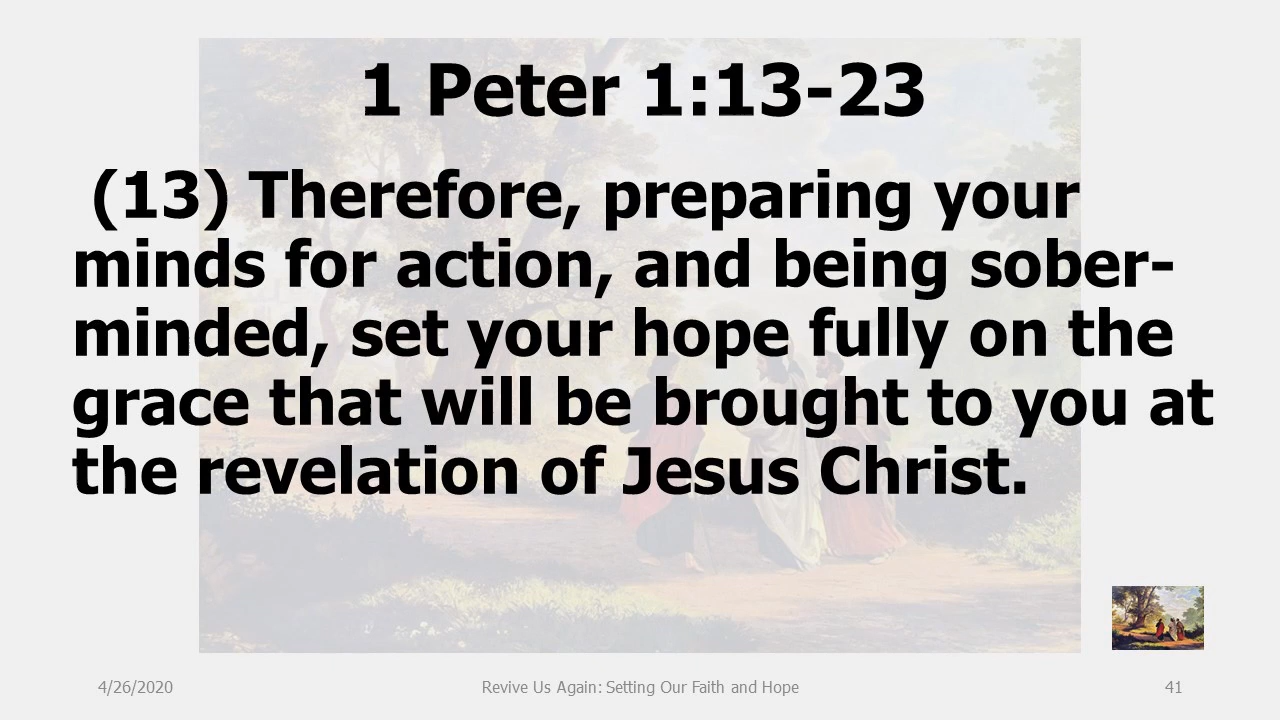 1 Peter 1:13-23
(13) Therefore, preparing your
minds for action, and being sober-
minded, set your hope fully on the
grace that will be brought to you at
the revelation of Jesus Christ.
4/26/2020
Revive Us Again: Setting Our Faith and Hope
41